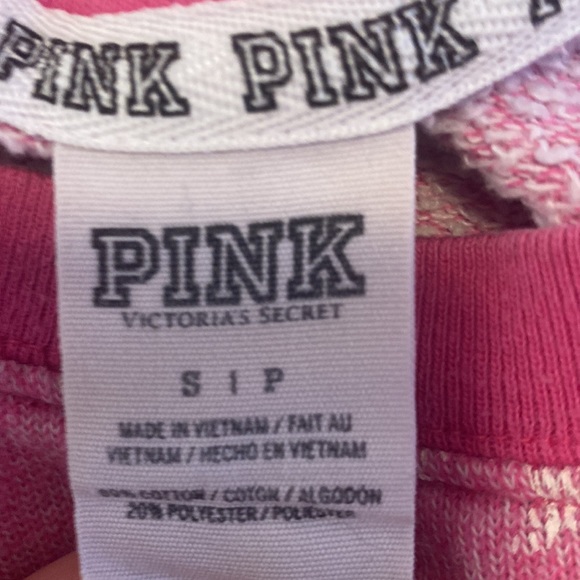 PINK PINK
PINK
VICTORIA'S SECRET
S | P
MADE IN VIETNAM / FAIT AU
VIETNAM / HECHO EN VIETNAM
COTTON / COTON / ALGODÓN
20% POLYESTER / POLIESTER